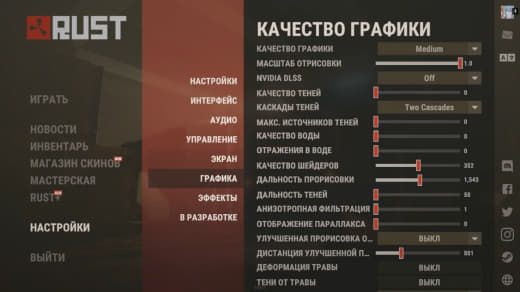 RUST
ИГРАТЬ
НОВОСТИ
ИНВЕНТАРЬ
МАГАЗИН СКИНОВ
МАСТЕРСКАЯ
RUST+
НАСТРОЙКИ
ВЫЙТИ
НАСТРОЙКИ
ИНТЕРФЕЙС
АУДИО
УПРАВЛЕНИЕ
ЭКРАН
ГРАФИКА
ЭФФЕКТЫ
В РАЗРАБОТКЕ
КАЧЕСТВО ГРАФИКИ
КАЧЕСТВО ГРАФИКИ Medium
МАСШТАБ ОТРИСОВКИ 1.0
NVIDIA DLSS Off
КАЧЕСТВО ТЕНЕЙ 0
КАСКАДЫ ТЕНЕЙ Two Cascades
МАКС. ИСТОЧНИКОВ ТЕНЕЙ 0
КАЧЕСТВО ВОДЫ 0
ОТРАЖЕНИЯ В ВОДЕ 0
КАЧЕСТВО ШЕЙДЕРОВ 352
ДАЛЬНОСТЬ ПРОРИСОВКИ 1,543
ДАЛЬНОСТЬ ТЕНЕЙ 50
АНИЗОТРОПНАЯ ФИЛЬТРАЦИЯ 1
ОТОБРАЖЕНИЕ ПАРАЛЛАКСА 0
УЛУЧШЕННАЯ ПРОРИСОВКА О... ВЫКЛ
ДИСТАНЦИЯ УЛУЧШЕННОЙ П... 801
ДЕФОРМАЦИЯ ТРАВЫ ВЫКЛ
ТЕНИ ОТ ТРАВЫ ВЫКЛ